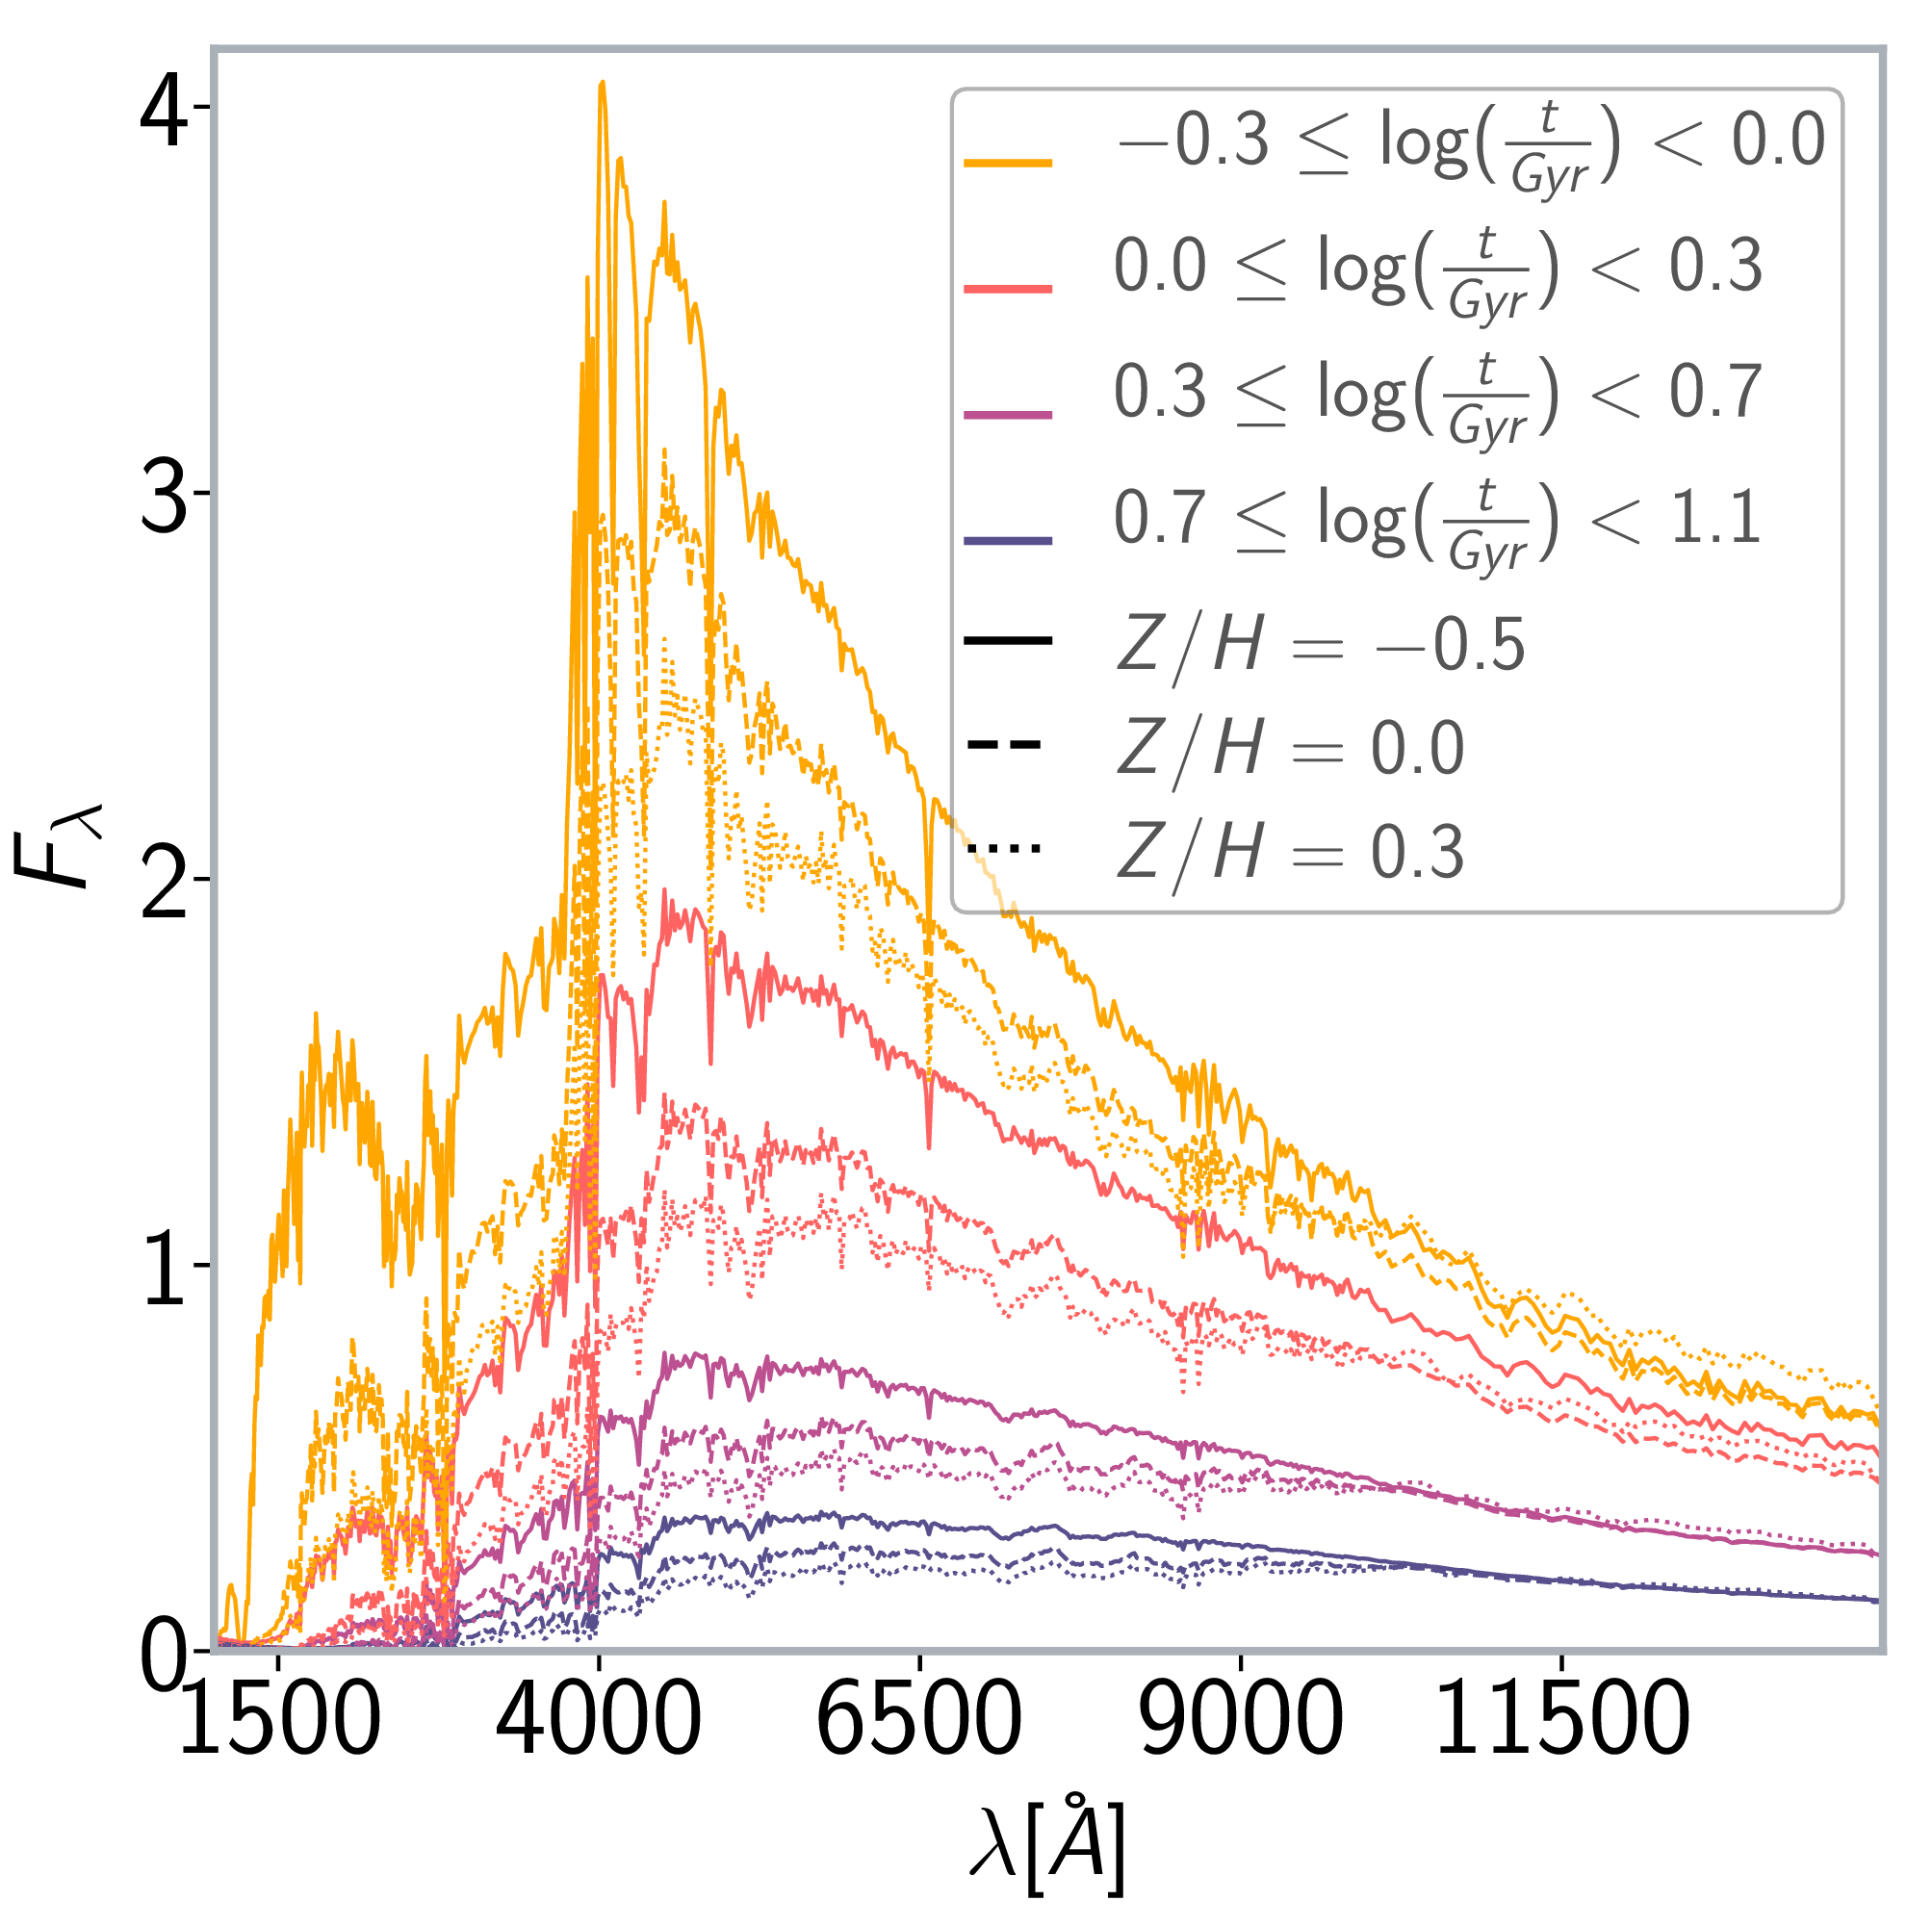 4
3
2
1
0
F_λ
−0.3 ≤ log(t/Gyr) < 0.0
0.0 ≤ log(t/Gyr) < 0.3
0.3 ≤ log(t/Gyr) < 0.7
0.7 ≤ log(t/Gyr) < 1.1
Z/H = −0.5
Z/H = 0.0
Z/H = 0.3
1500 4000 6500 9000 11500
λ[Å]